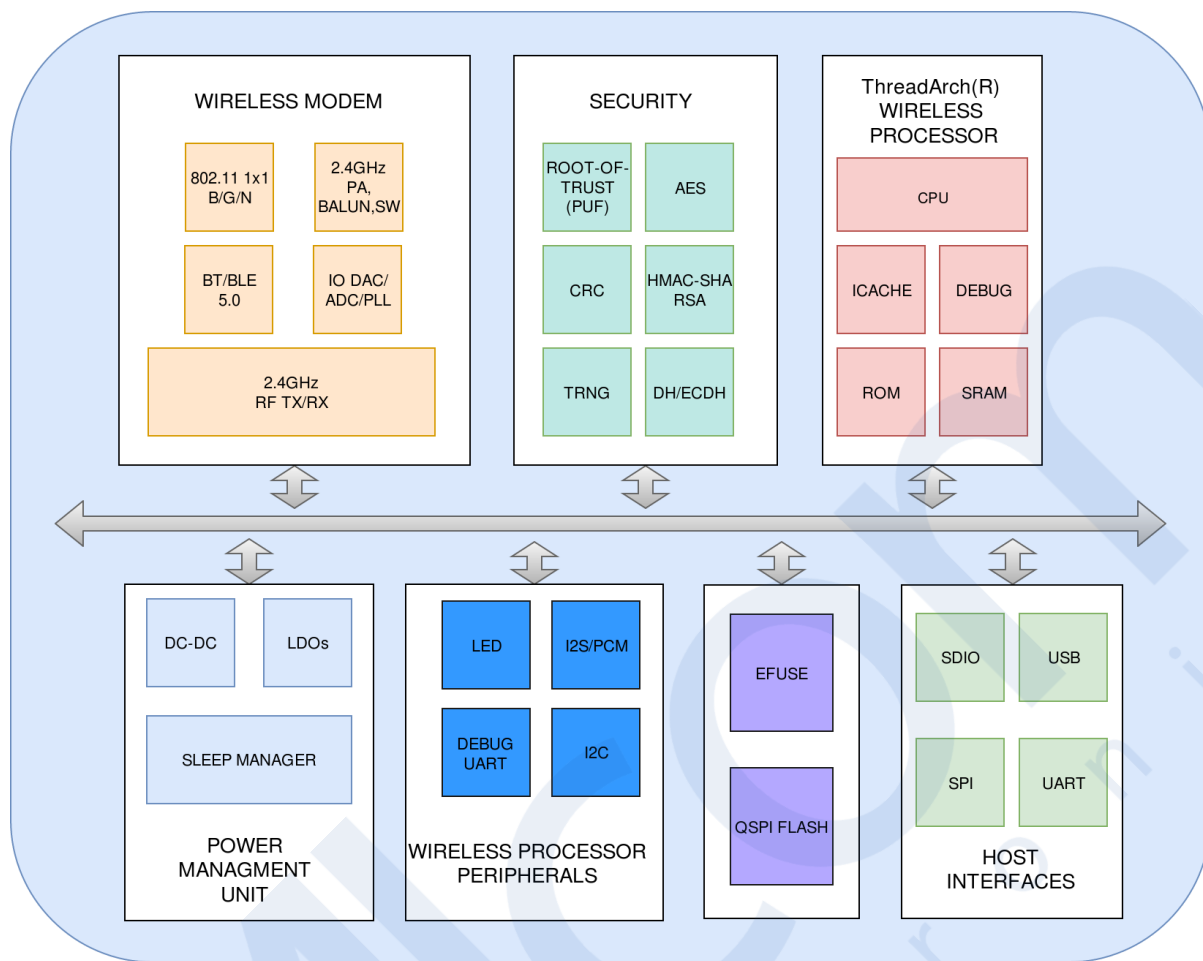 WIRELESS MODEM
802.11 1x1
B/G/N
2.4GHz
PA,
BALUN,SW
BT/BLE
5.0
IO DAC/
ADC/PLL
2.4GHz
RF TX/RX
SECURITY
ROOT-OF-
TRUST
(PUF)
AES
CRC
HMAC-SHA
RSA
TRNG
DH/ECDH
ThreadArch(R)
WIRELESS
PROCESSOR
CPU
ICACHE
DEBUG
ROM
SRAM
DC-DC
LDOs
SLEEP MANAGER
POWER
MANAGMENT
UNIT
LED
I2S/PCM
DEBUG
UART
I2C
WIRELESS PROCESSOR
PERIPHERALS
EFUSE
QSPI FLASH
SDIO
USB
SPI
UART
HOST
INTERFACES